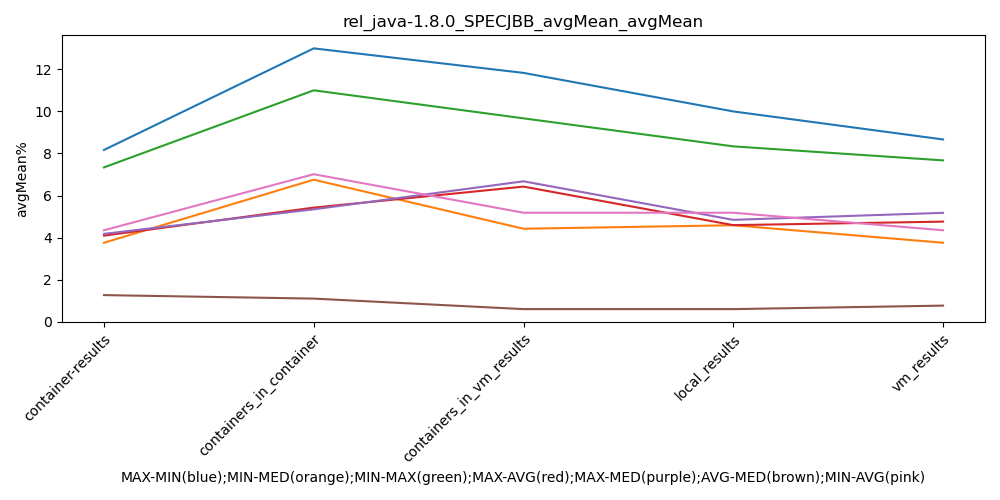 rel_java-1.8.0_SPECJBB_avgMean_avgMean
avgMean%
12
10
8
6
4
2
0
container-results
containers_in_container
containers_in_vm_results
local_results
vm_results
MAX-MIN(blue);MIN-MED(orange);MIN-MAX(green);MAX-AVG(red);MAX-MED(purple);AVG-MED(brown);MIN-AVG(pink)